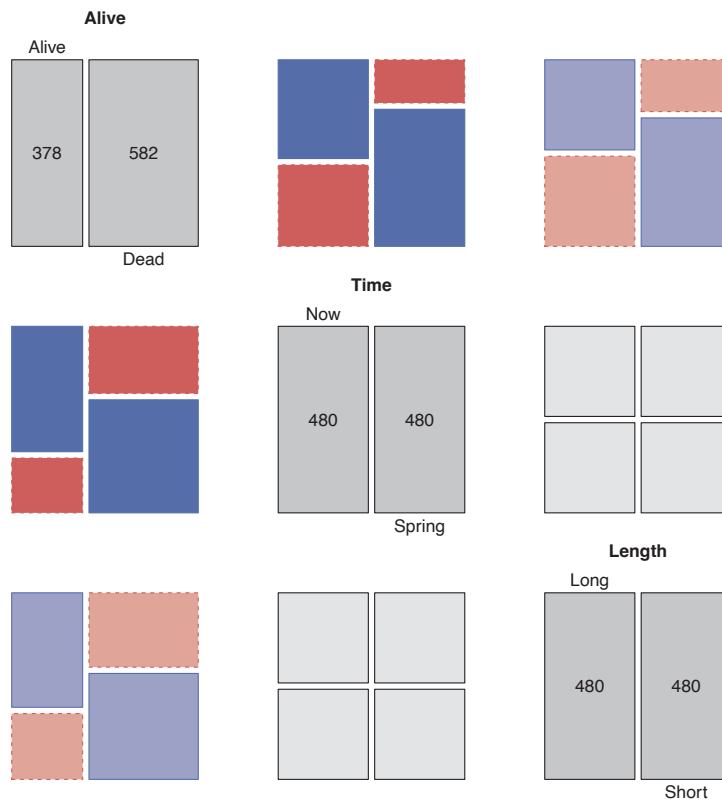 Alive
Alive
378
582
Dead
Time
Now
480
480
Spring
Length
Long
480
480
Short